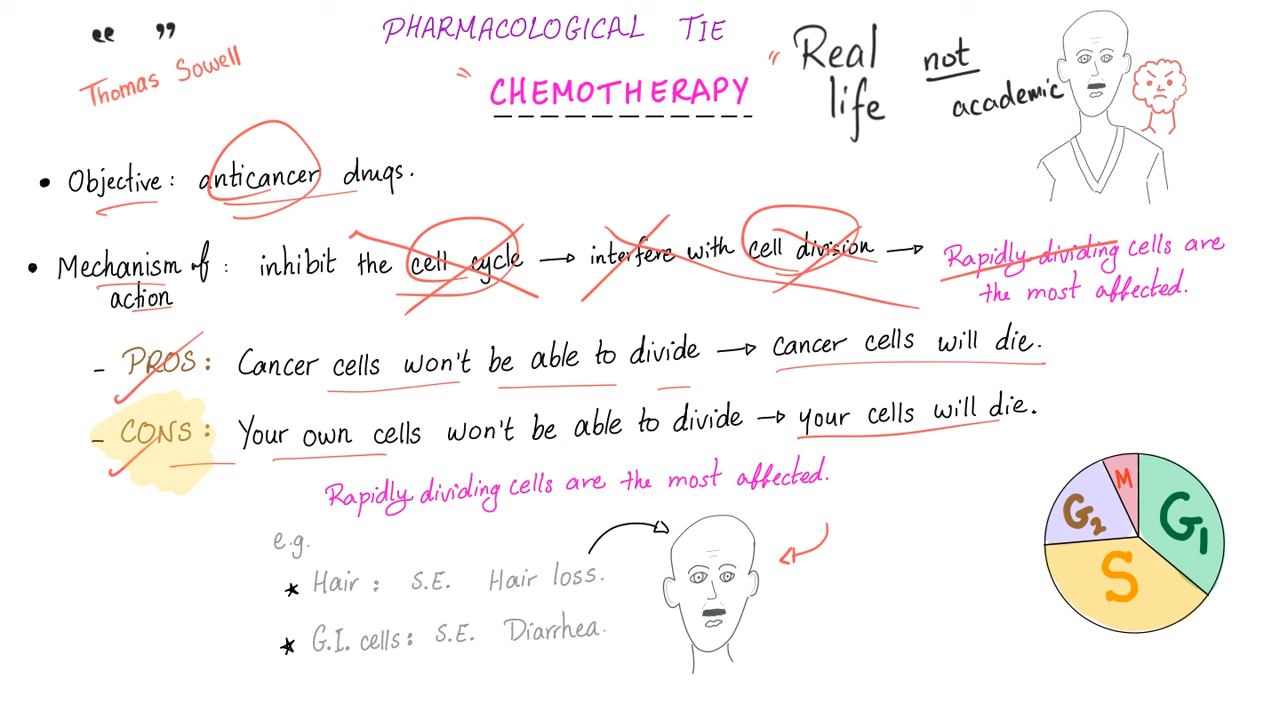 “ ”
Thomas Sowell
PHARMACOLOGICAL TIE
" CHEMOTHERAPY "
Real life not academic
• Objective: anticancer drugs.
• Mechanism of action: inhibit the cell cycle → interfere with cell division → Rapidly dividing cells are the most affected.
- PROS: Cancer cells won't be able to divide → cancer cells will die.
- CONS: Your own cells won't be able to divide → your cells will die.
Rapidly dividing cells are the most affected.
e.g.
★ Hair: S.E. Hair loss.
★ G.I. cells: S.E. Diarrhea.
M
G2
G1
S